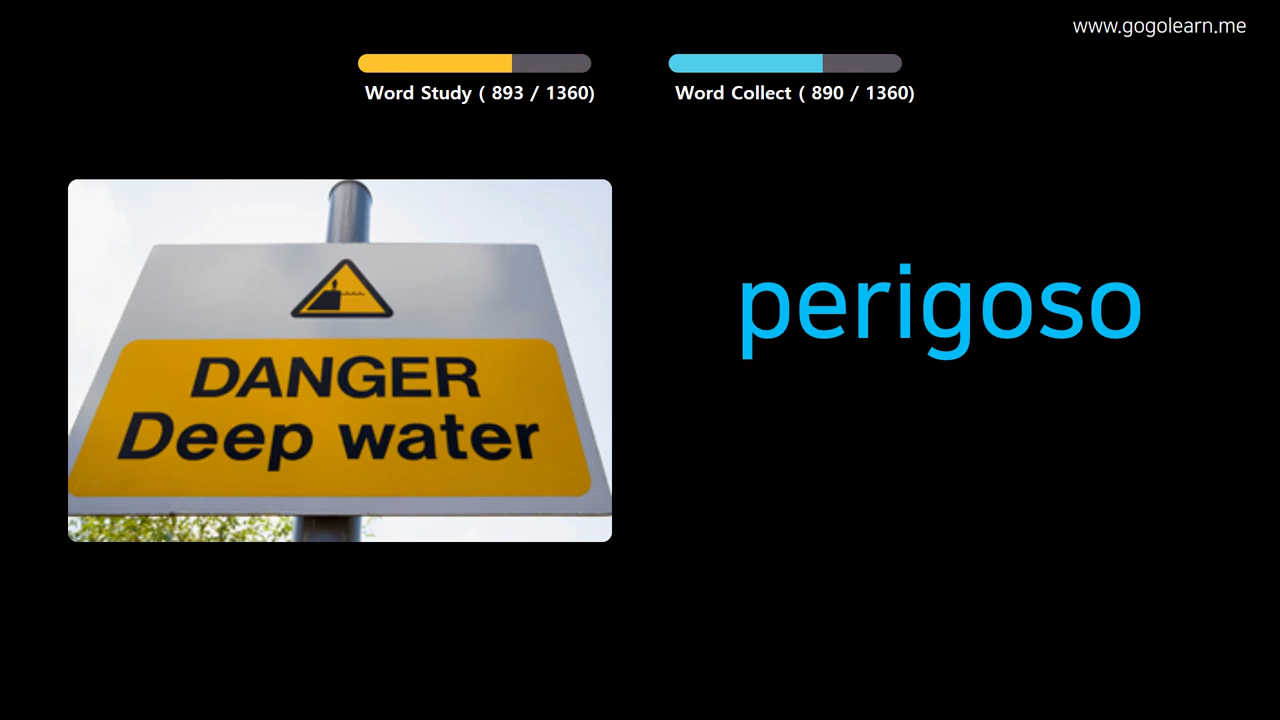 www.gogolearn.me
Word Study ( 893 / 1360)
Word Collect ( 890 / 1360)
DANGER
Deep water
perigoso